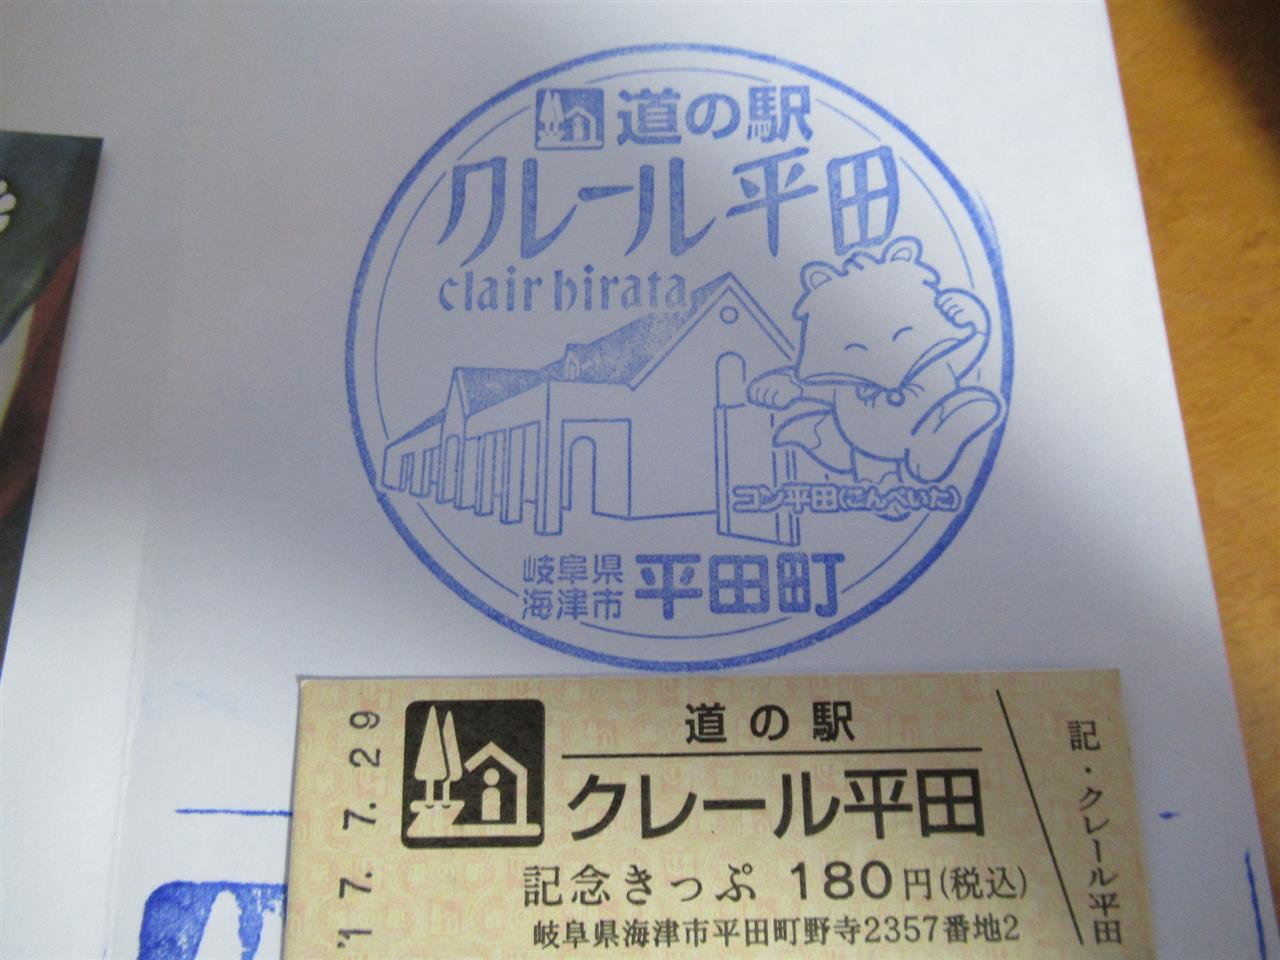 道の駅
クレール平田
clair hirata
コン平田(こんぺいた)
岐阜県
海津市
平田町
'17.7.29
道の駅
クレール平田
記念きっぷ 180円(税込)
岐阜県海津市平田町野寺2357番地2
記・クレール平田